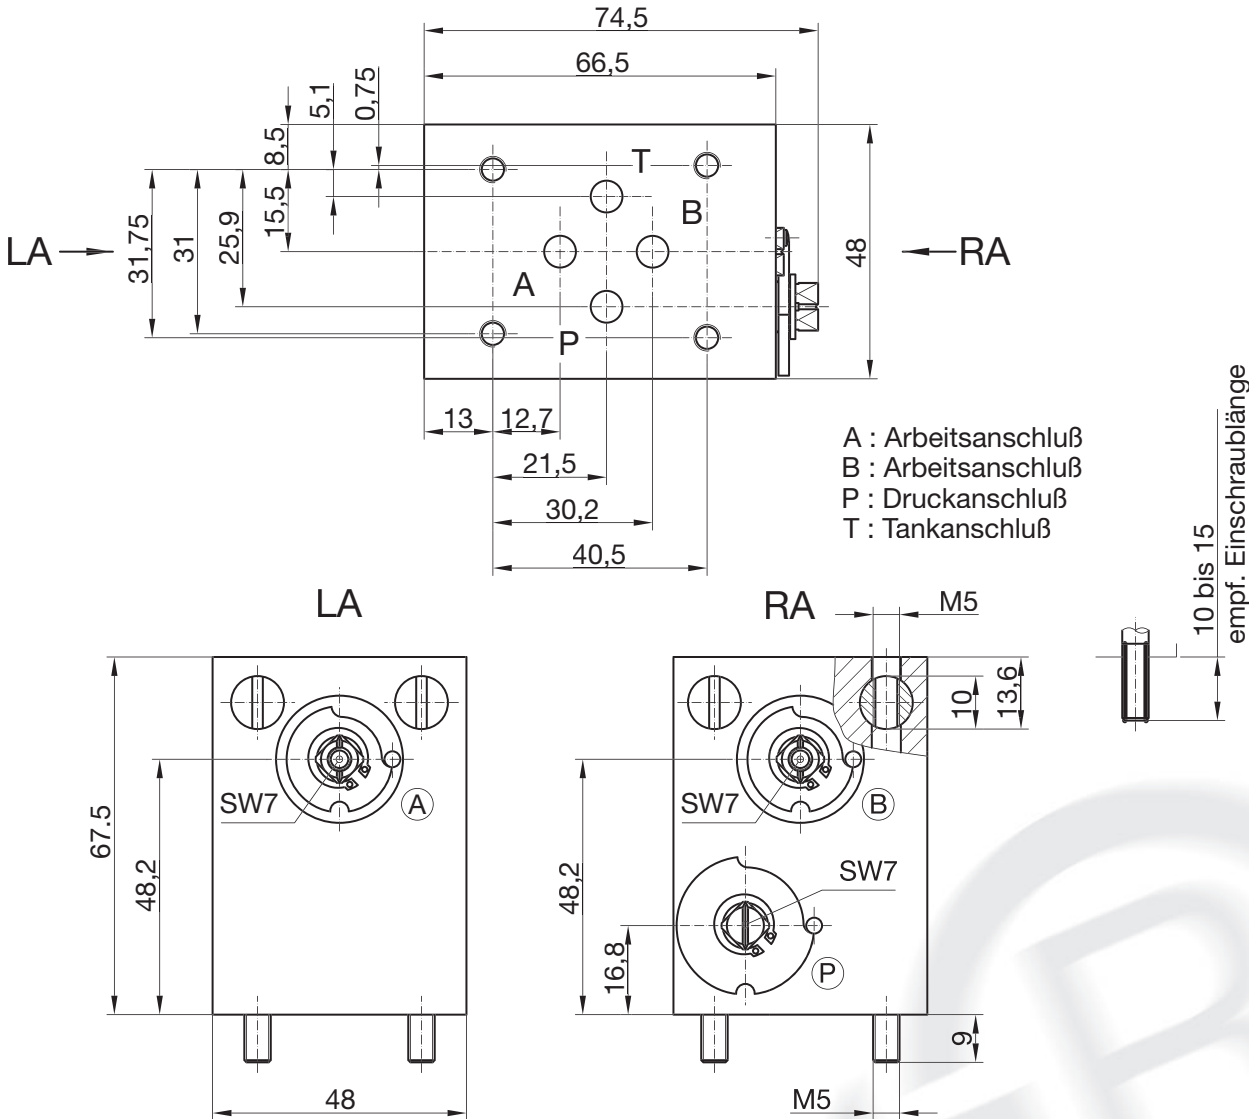 74,5
66,5
5,1
0,75
8,5
15,5
25,9
31
31,75
T
B
A
P
LA
RA
48
13
12,7
21,5
30,2
40,5
A : Arbeitsanschluß
B : Arbeitsanschluß
P : Druckanschluß
T : Tankanschluß
10 bis 15
empf. Einschraublänge
LA
RA
M5
10
13,6
SW7
A
67.5
48,2
48
SW7
B
SW7
P
48,2
16,8
9
M5